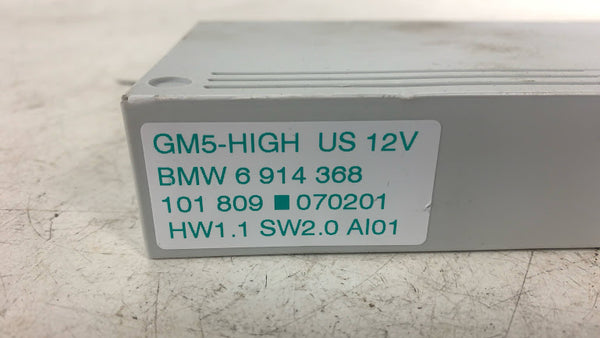 GM5-HIGH US 12V
BMW 6 914 368
101 809 ■ 070201
HW1.1 SW2.0 AI01